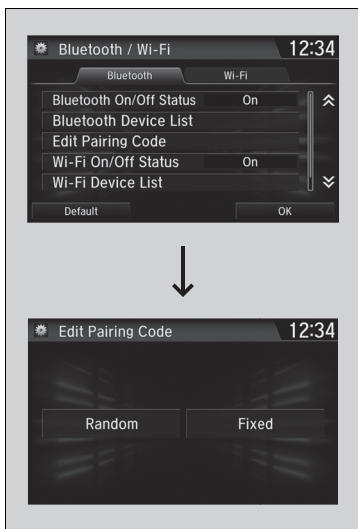 Bluetooth / Wi-Fi 12:34
Bluetooth Wi-Fi
Bluetooth On/Off Status On
Bluetooth Device List
Edit Pairing Code
Wi-Fi On/Off Status On
Wi-Fi Device List
Default OK
Edit Pairing Code 12:34
Random Fixed